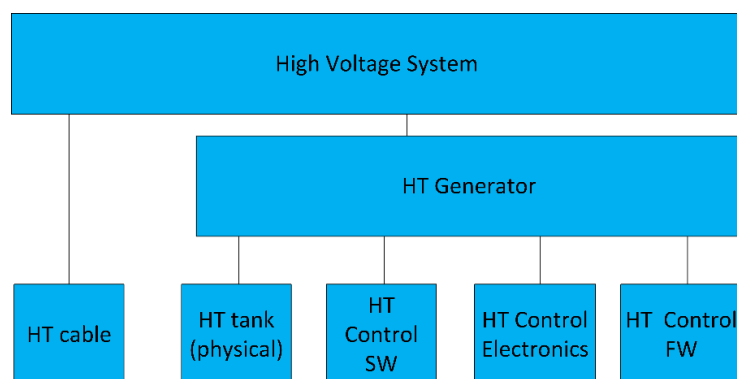 High Voltage System
HT Generator
HT cable
HT tank
(physical)
HT
Control
SW
HT Control
Electronics
HT  Control
FW